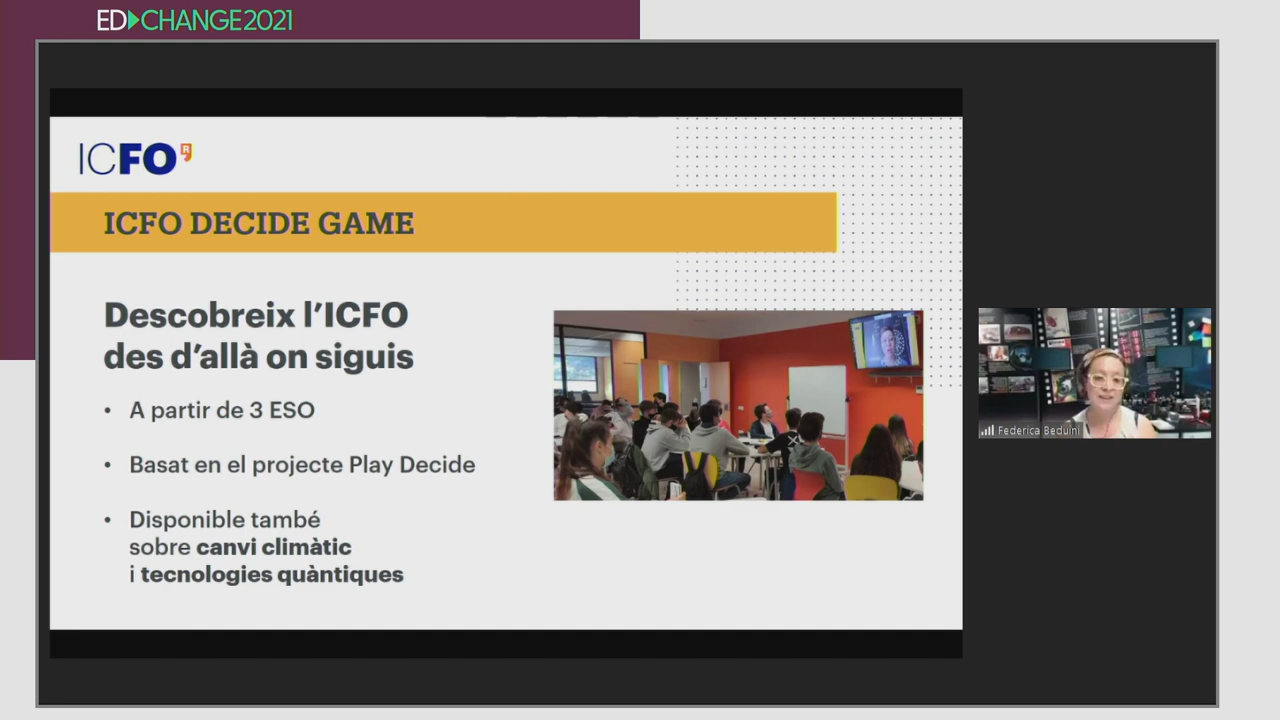 ED CHANGE2021
ICFO R
ICFO DECIDE GAME
Descobreix l’ICFO
des d’allà on siguis
• A partir de 3 ESO
• Basat en el projecte Play Decide
• Disponible també
sobre canvi climàtic
i tecnologies quàntiques
Federica Beduini